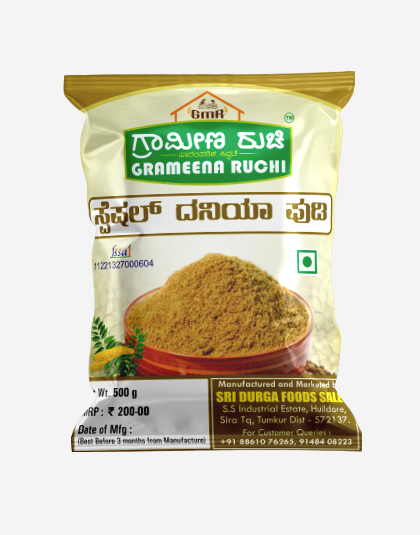 GMR
TM
ಗ್ರಾಮೀಣ ರುಚಿ
GRAMEENA RUCHI
ಸ್ಪೆಷಲ್ ದನಿಯಾ ಪುಡಿ
fssai
11221327000604
Wt. 500 g
MRP : ₹ 200-00
Date of Mfg :
(Best Before 3 months from Manufacture)
Manufactured and Marketed
SRI DURGA FOODS
S.S Industrial Estate, Huildore,
Sira Tq, Tumkur Dist - 572137.
For Customer Queries :
+91 88610 76265, 91484 08223